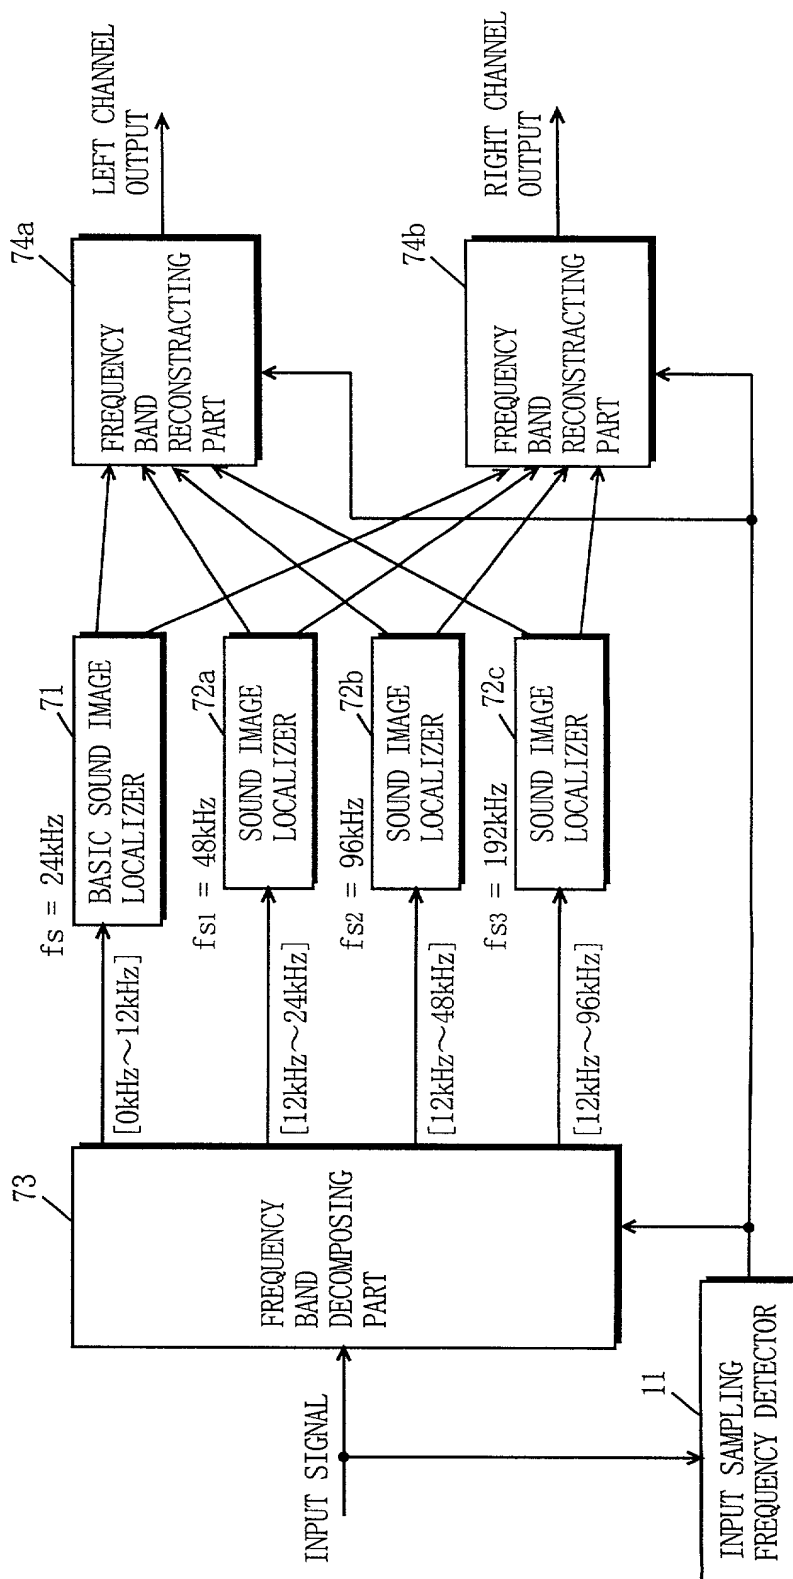 INPUT SIGNAL
73
FREQUENCY
BAND
DECOMPOSING
PART
11
INPUT SAMPLING
FREQUENCY DETECTOR
[0kHz～12kHz]
[12kHz～24kHz]
[12kHz～48kHz]
[12kHz～96kHz]
fs = 24kHz
71
BASIC SOUND IMAGE
LOCALIZER
fs1 = 48kHz
72a
SOUND IMAGE
LOCALIZER
fs2 = 96kHz
72b
SOUND IMAGE
LOCALIZER
fs3 = 192kHz
72c
SOUND IMAGE
LOCALIZER
74a
FREQUENCY
BAND
RECONSTRACTING
PART
LEFT CHANNEL
OUTPUT
74b
FREQUENCY
BAND
RECONSTRACTING
PART
RIGHT CHANNEL
OUTPUT